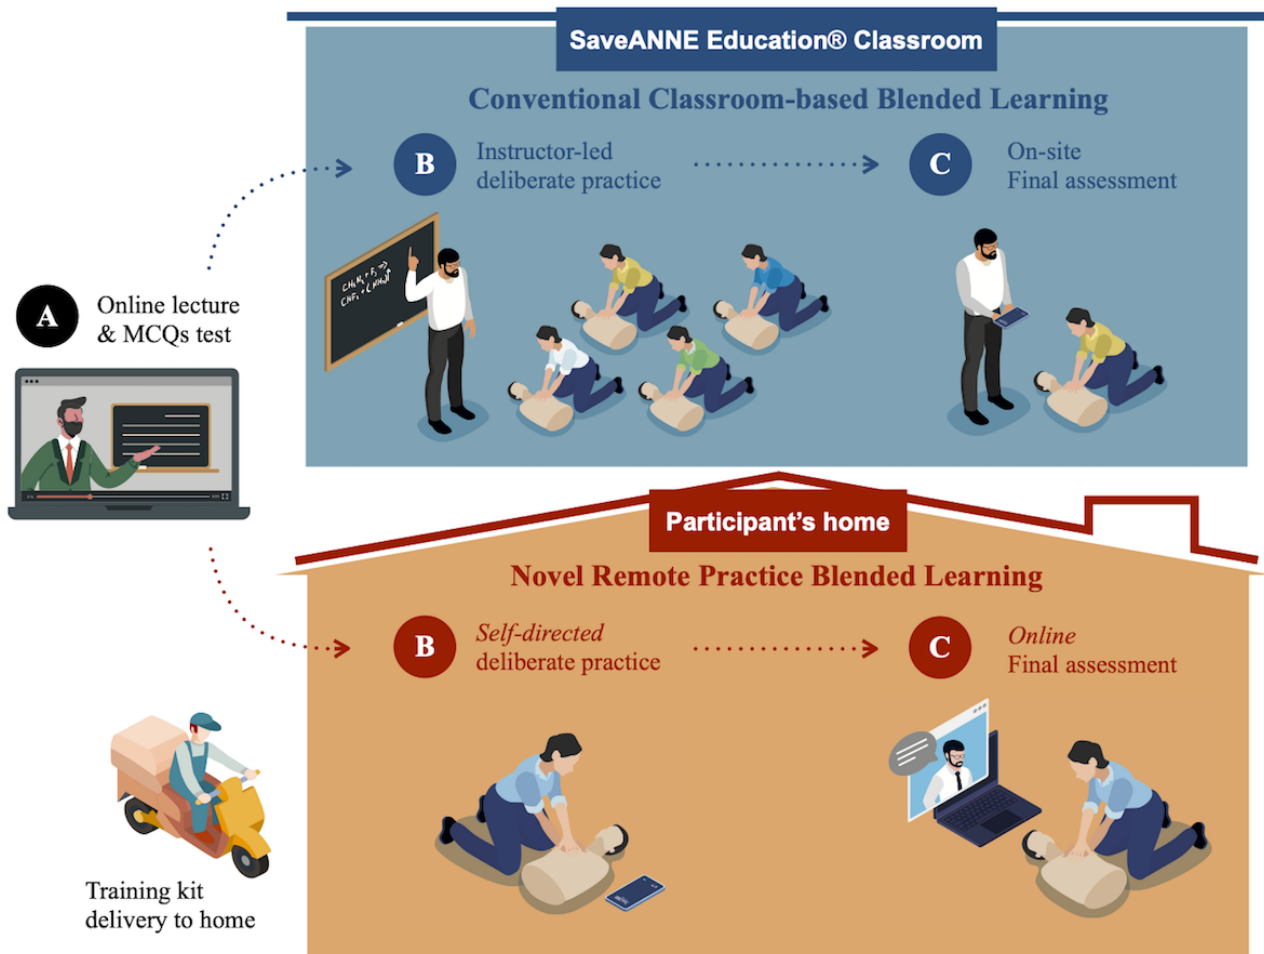 SaveANNE Education® Classroom
Conventional Classroom-based Blended Learning
B
Instructor-led
deliberate practice
C
On-site
Final assessment
A
Online lecture
& MCQs test
Participant's home
Novel Remote Practice Blended Learning
B
Self-directed
deliberate practice
C
Online
Final assessment
Training kit
delivery to home